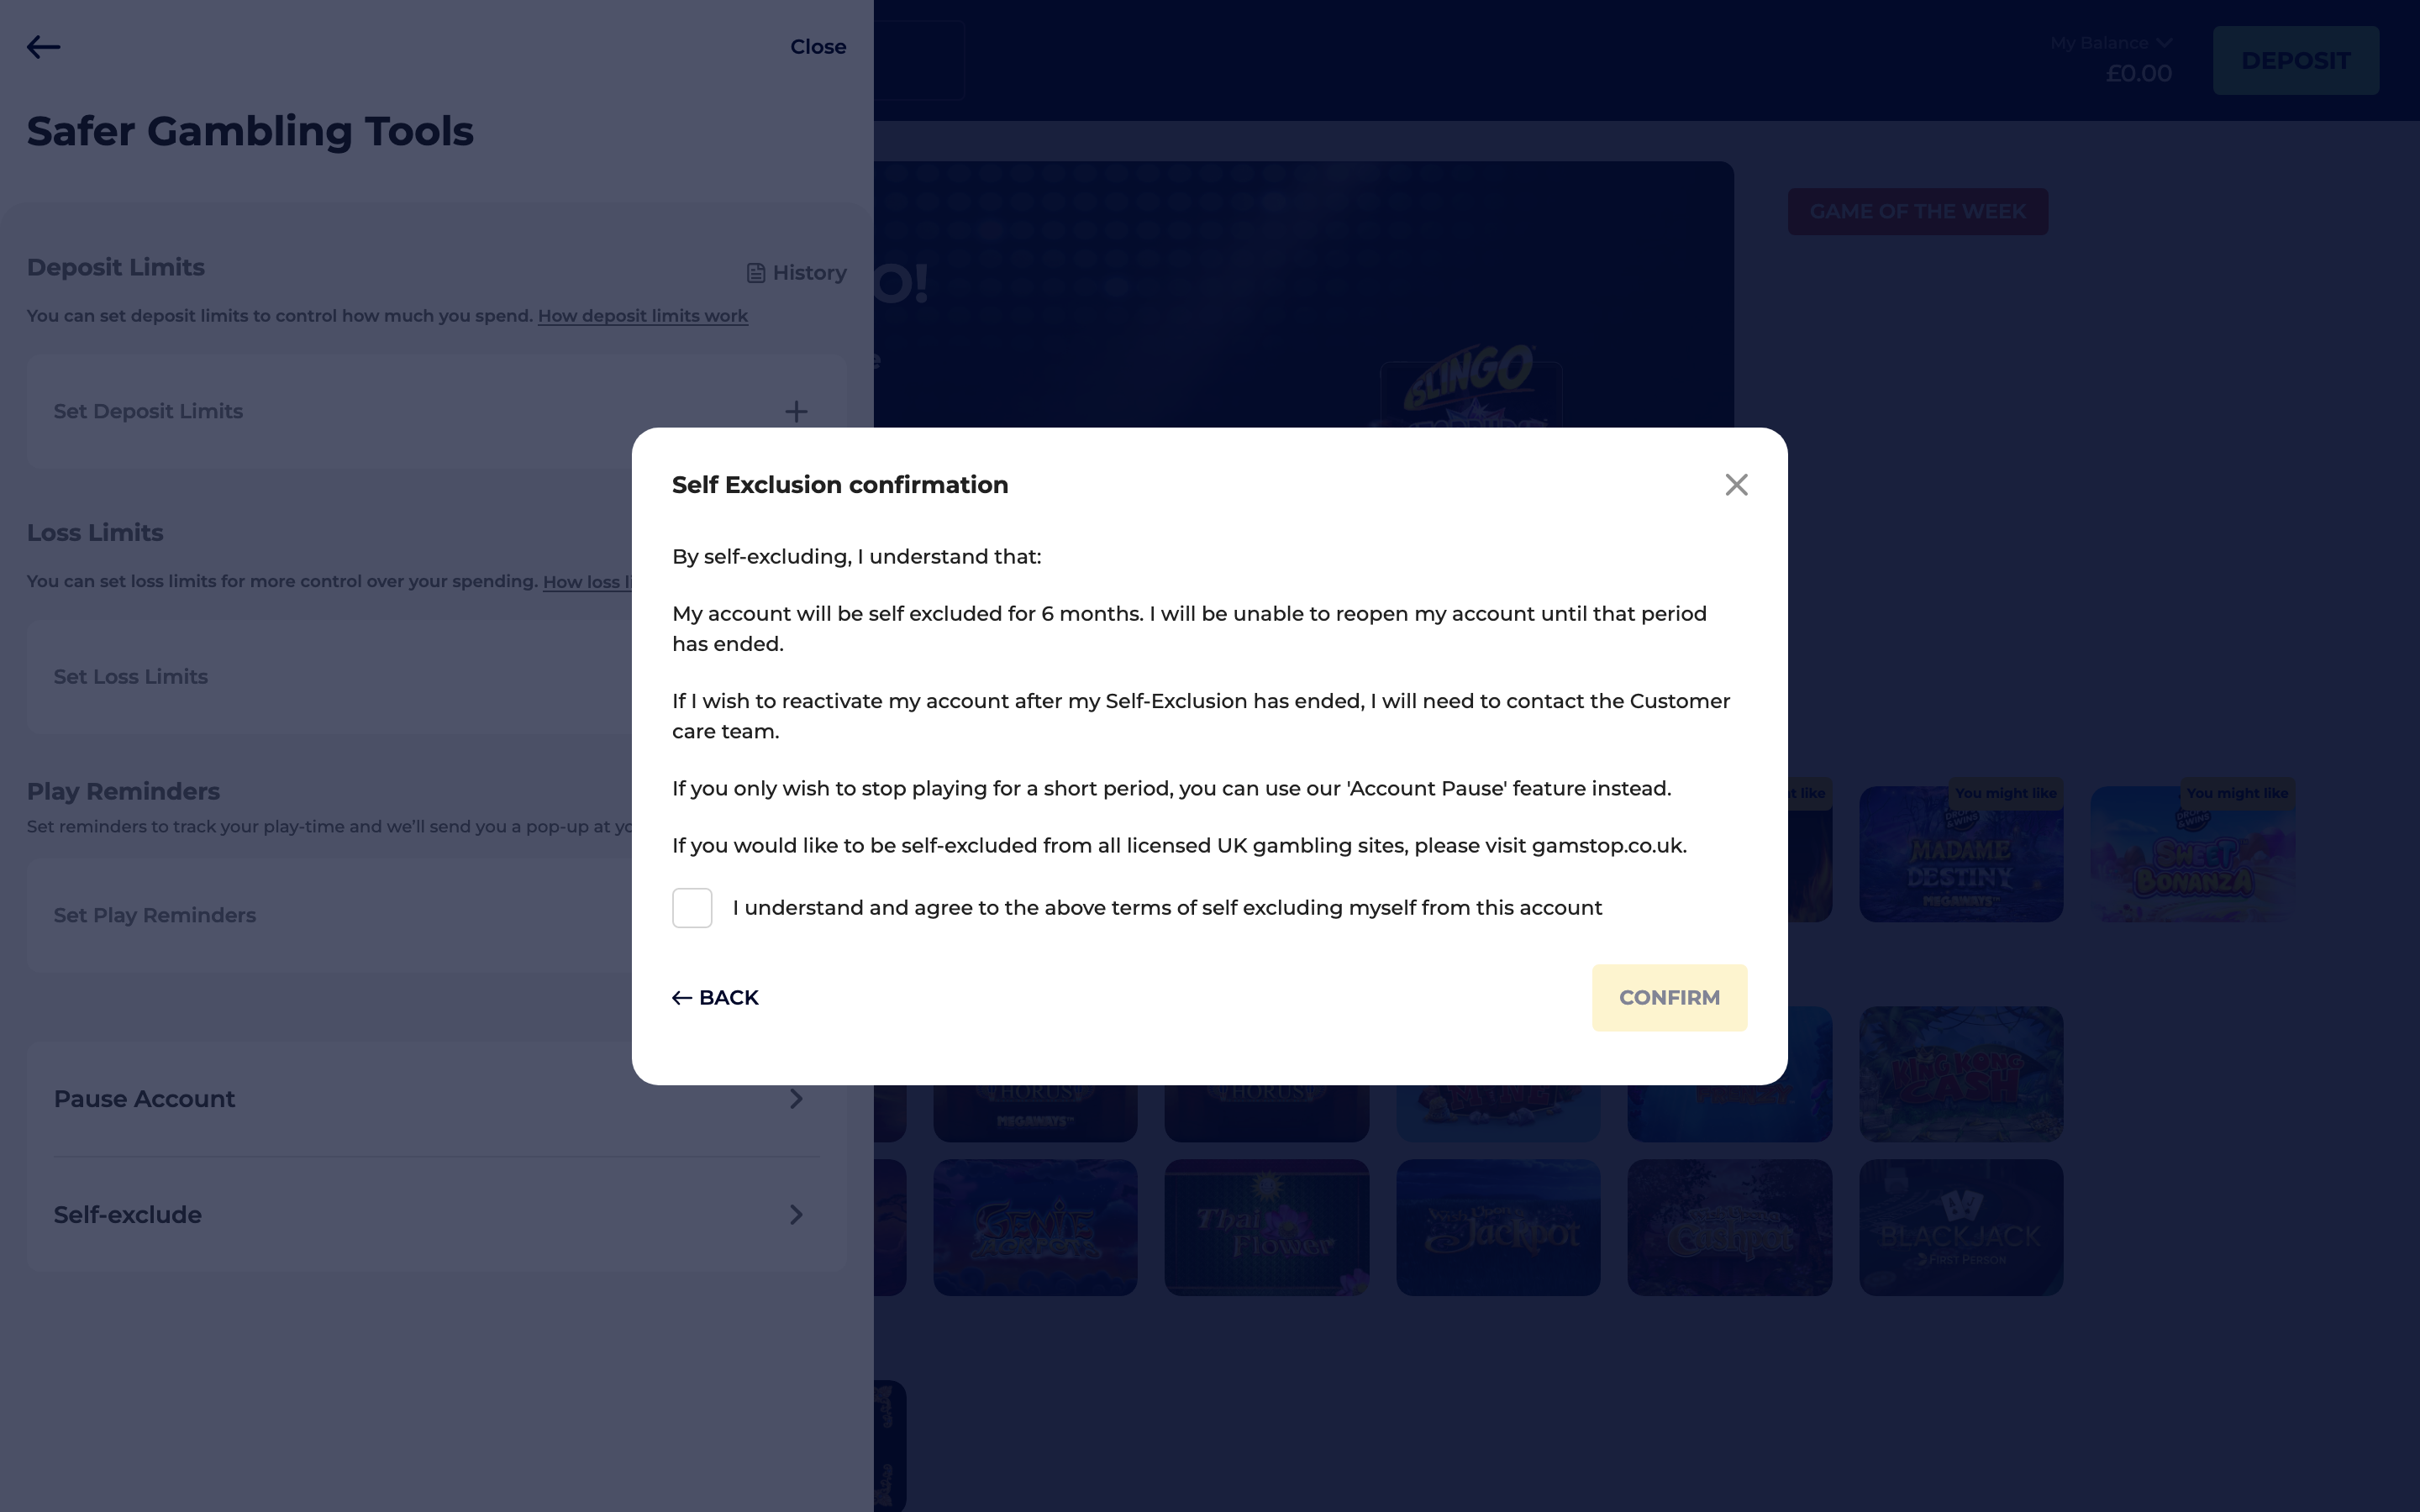 Close
Safer Gambling Tools
Deposit Limits
History
You can set deposit limits to control how much you spend. How deposit limits work
Set Deposit Limits
Loss Limits
You can set loss limits for more control over your spending. How loss
Set Loss Limits
Play Reminders
Set reminders to track your play-time and we'll send you a pop-up at
Set Play Reminders
Pause Account
Self-exclude
My Balance
£0.00
DEPOSIT
O!
GAME OF THE WEEK
SLINGO
Self Exclusion confirmation
By self-excluding, I understand that:
My account will be self excluded for 6 months. I will be unable to reopen my account until that period
has ended.
If I wish to reactivate my account after my Self-Exclusion has ended, I will need to contact the Customer
care team.
If you only wish to stop playing for a short period, you can use our 'Account Pause' feature instead.
If you would like to be self-excluded from all licensed UK gambling sites, please visit gamstop.co.uk.
I understand and agree to the above terms of self excluding myself from this account
BACK
CONFIRM
like
You might like
You might like
MADAME
DESTINY
MEGAWAYS
SWEET
BONANZA
HORUS
MEGAWAYS
HORUS
MINE
KING KONG
CASH
GENIE
JACKPOTS
Thai
Flower
Wish Upon a
Jackpot
BLACKJACK
FIRST PERSON